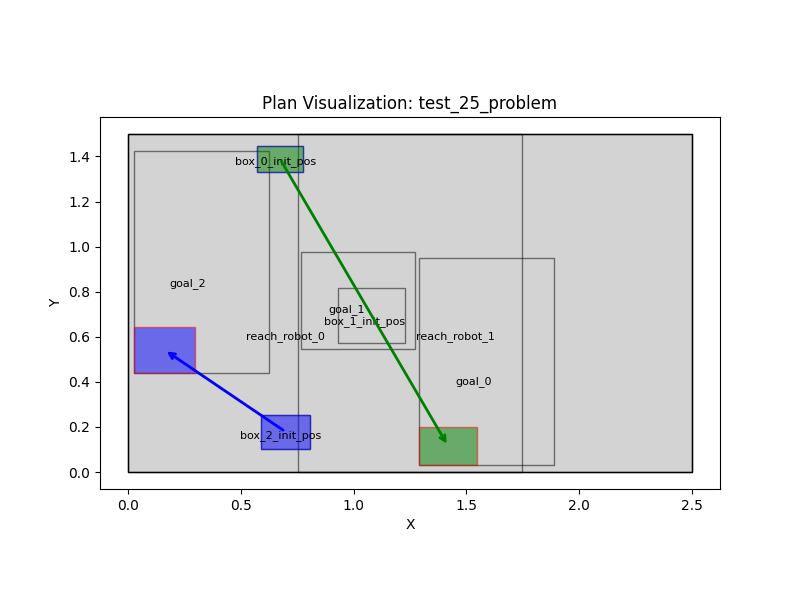 Plan Visualization: test_25_problem
1.4
1.2
1.0
0.8
0.6
0.4
0.2
0.0
Y
box_0_init_pos
goal_2
goal_1
box_1_init_pos
reach_robot_0
reach_robot_1
goal_0
box_2_init_pos
0.0
0.5
1.0
1.5
2.0
2.5
X